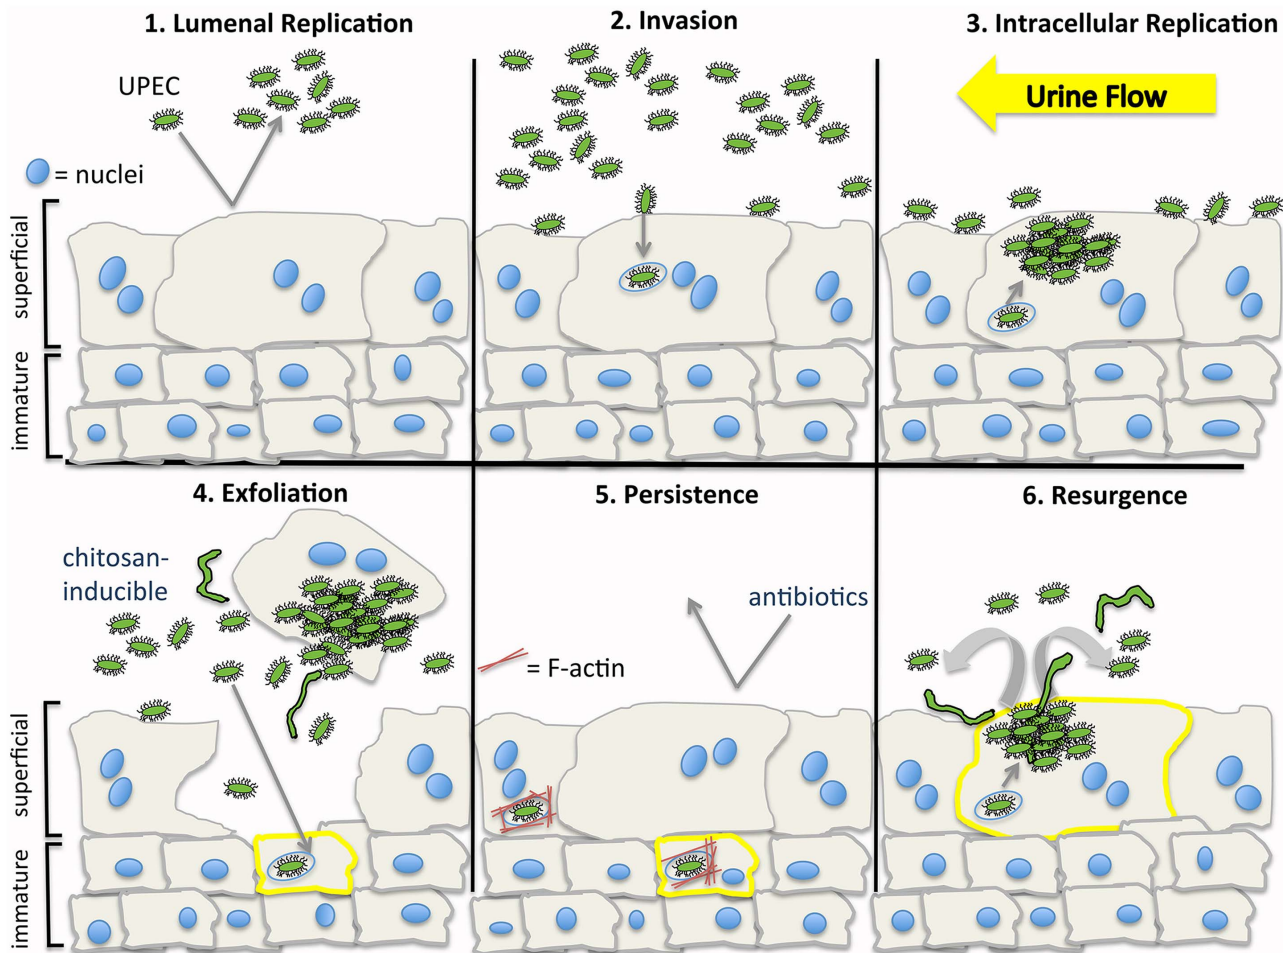 1. Lumenal Replication
2. Invasion
3. Intracellular Replication
UPEC
Urine Flow
= nuclei
superficial
immature
4. Exfoliation
5. Persistence
6. Resurgence
chitosan-
inducible
antibiotics
= F-actin
superficial
immature